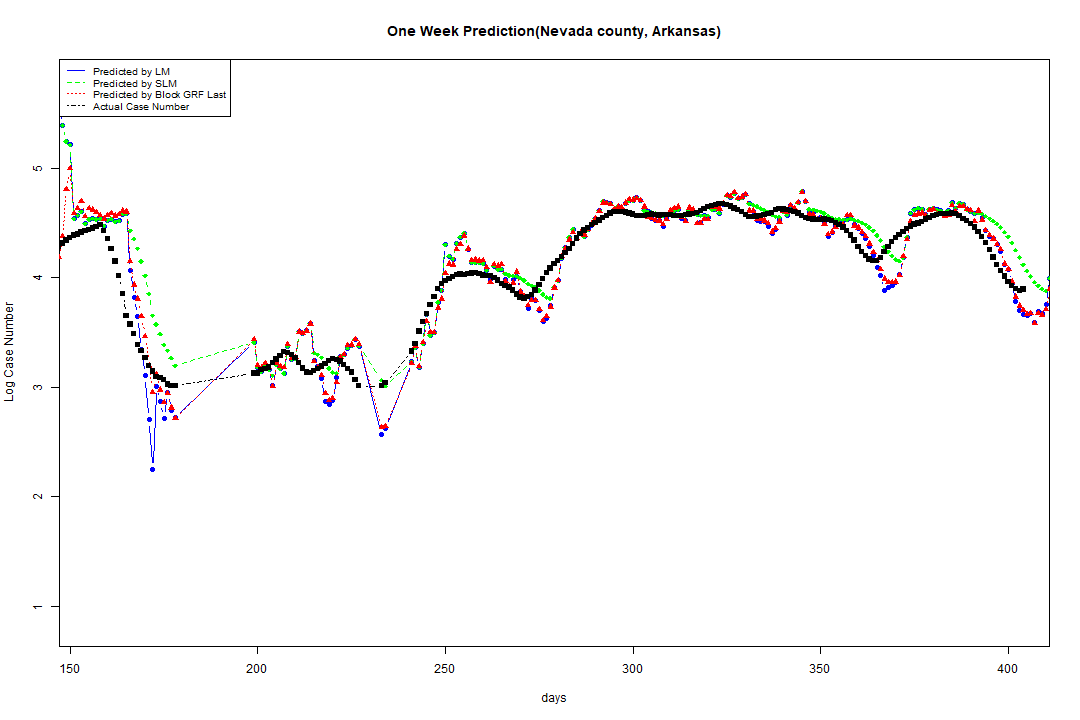 One Week Prediction(Nevada county, Arkansas)
Predicted by LM
Predicted by SLM
Predicted by Block GRF Last
Actual Case Number
5
4
3
2
1
Log Case Number
150 200 250 300 350 400
days